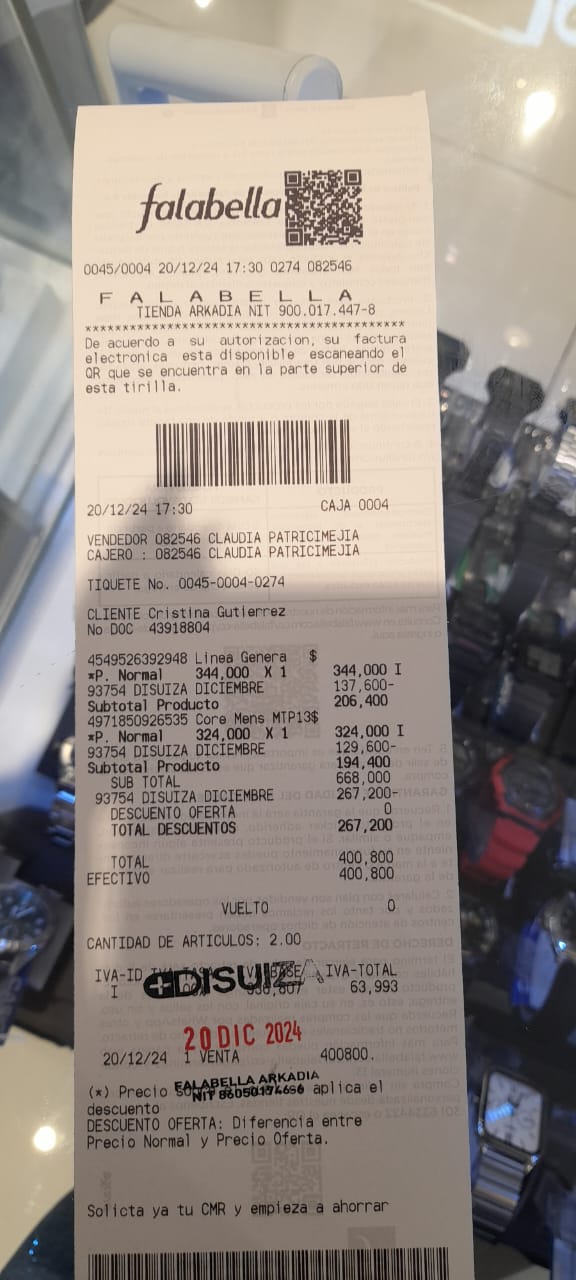 falabella
0045/0004 20/12/24 17:30 0274 082546
F A L A B E L L A
TIENDA ARKADIA NIT 900.017.447-8
******************************************
De acuerdo a su autorizacion, su factura
electronica esta disponible escaneando el
QR que se encuentra en la parte superior de
esta tirilla.
20/12/24 17:30 CAJA 0004
VENDEDOR 082546 CLAUDIA PATRICIMEJIA
CAJERO : 082546 CLAUDIA PATRICIMEJIA
TIQUETE No. 0045-0004-0274
CLIENTE Cristina Gutierrez
No DOC 43918804
4549526392948 Linea Genera $
*P. Normal 344,000 X 1 344,000 I
93754 DISUIZA DICIEMBRE 137,600-
Subtotal Producto 206,400
4971850926535 Core Mens MTP13$
*P. Normal 324,000 X 1 324,000 I
93754 DISUIZA DICIEMBRE 129,600-
Subtotal Producto 194,400
SUB TOTAL 668,000
93754 DISUIZA DICIEMBRE 267,200-
DESCUENTO OFERTA 0
TOTAL DESCUENTOS 267,200
TOTAL 400,800
EFECTIVO 400,800
VUELTO 0
CANTIDAD DE ARTICULOS: 2.00
IVA-ID IVA-TOTAL
DISUIZA
I 63,993
20 DIC 2024
20/12/24 1 VENTA 400800.
FALABELLA ARKADIA
(*) Precio aplica el
NIT 860501746-6
descuento
DESCUENTO OFERTA: Diferencia entre
Precio Normal y Precio Oferta.
Solicta ya tu CMR y empieza a ahorrar